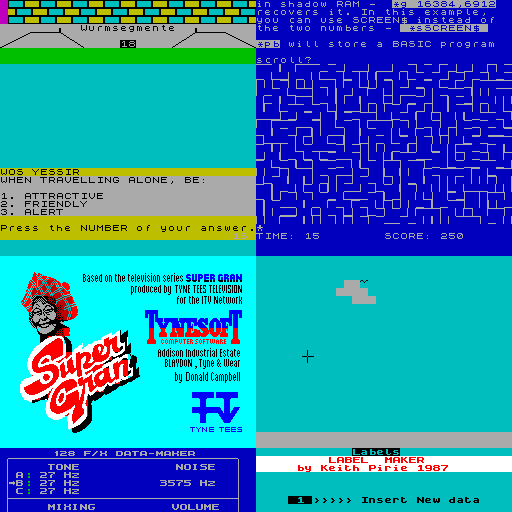 Wurmsegmente
18
WOS YESSIR
WHEN TRAVELLING ALONE, BE:
1. ATTRACTIVE
2. FRIENDLY
3. ALERT
Press the NUMBER of your answer.*
in shadow RAM - *g 16384,6912
recovers it. In this example,
you can use SCREEN$ instead of
the two numbers - *sSCREEN$
*pb will store a BASIC program
scroll?
TIME: 15 SCORE: 250
Based on the television series SUPER GRAN
produced by TYNE TEES TELEVISION
for the ITV Network
TYNESOFT
COMPUTER SOFTWARE
Addison Industrial Estate
BLAYDON , Tyne & Wear
by Donald Campbell
TYNE TEES
Super
Gran
128 F/X DATA-MAKER
TONE NOISE
A: 27 Hz
B: 27 Hz 3575 Hz
C: 27 Hz
MIXING VOLUME
Labels
LABEL MAKER
by Keith Pirie 1987
1 >>>>> Insert New data